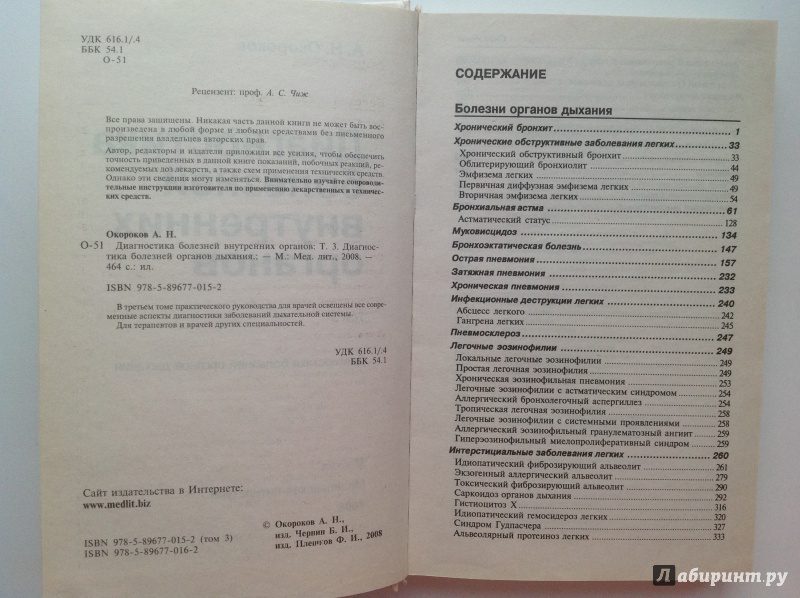 УДК 616.1/.4
ББК 54.1
О-51
Рецензент: проф. А. С. Чиж
Все права защищены. Никакая часть данной книги не может быть вос-
произведена в любой форме и любыми средствами без письменного
разрешения владельцев авторских прав.
Автор, редакторы и издатели приложили все усилия, чтобы обеспечить
точность приведенных в данной книге показаний, побочных реакций, ре-
комендуемых доз лекарств, а также схем применения технических средств.
Однако эти сведения могут изменяться. Внимательно изучайте сопроводи-
тельные инструкции изготовителя по применению лекарственных и техничес-
ких средств.
Окороков А. Н.
О-51 Диагностика болезней внутренних органов: Т. 3. Диагнос-
тика болезней органов дыхания.: — М.: Мед. лит., 2008. —
464 с.: ил.
ISBN 978-5-89677-015-2
В третьем томе практического руководства для врачей освещены все совре-
менные аспекты диагностики заболеваний дыхательной системы.
Для терапевтов и врачей других специальностей.
УДК 616.1/.4
ББК 54.1
Сайт издательства в Интернете:
www.medlit.biz
© Окороков А. Н.,
изд. Чернин Б. И.,
изд. Плешков Ф. И., 2008
ISBN 978-5-89677-015-2 (том 3)
ISBN 978-5-89677-016-2
СОДЕРЖАНИЕ
Болезни органов дыхания
Хронический бронхит 1
Хронические обструктивные заболевания легких 33
Хронический обструктивный бронхит 33
Облитерирующий бронхиолит 44
Эмфизема легких 49
Первичная диффузная эмфизема легких 49
Вторичная эмфизема легких 54
Бронхиальная астма 61
Астматический статус 128
Муковисцидоз 134
Бронхоэктатическая болезнь 147
Острая пневмония 157
Затяжная пневмония 232
Хроническая пневмония 233
Инфекционные деструкции легких 240
Абсцесс легкого 242
Гангрена легких 245
Пневмосклероз 247
Легочные эозинофилии 249
Локальные легочные эозинофилии 249
Простая легочная эозинофилия 249
Хроническая эозинофильная пневмония 253
Легочные эозинофилии с астматическим синдромом 254
Аллергический бронхолегочный аспергиллез 254
Тропическая легочная эозинофилия 258
Легочные эозинофилии с системными проявлениями 258
Аллергический эозинофильный гранулематозный ангиит 259
Гиперэозинофильный миелопролиферативный синдром 259
Интерстициальные заболевания легких 260
Идиопатический фиброзирующий альвеолит 261
Экзогенный аллергический альвеолит 279
Токсический фиброзирующий альвеолит 290
Саркоидоз органов дыхания 292
Гистиоцитоз X 316
Идиопатический гемосидероз легких 320
Синдром Гудпасчера 327
Альвеолярный протеиноз легких 333
Лабиринт.ру